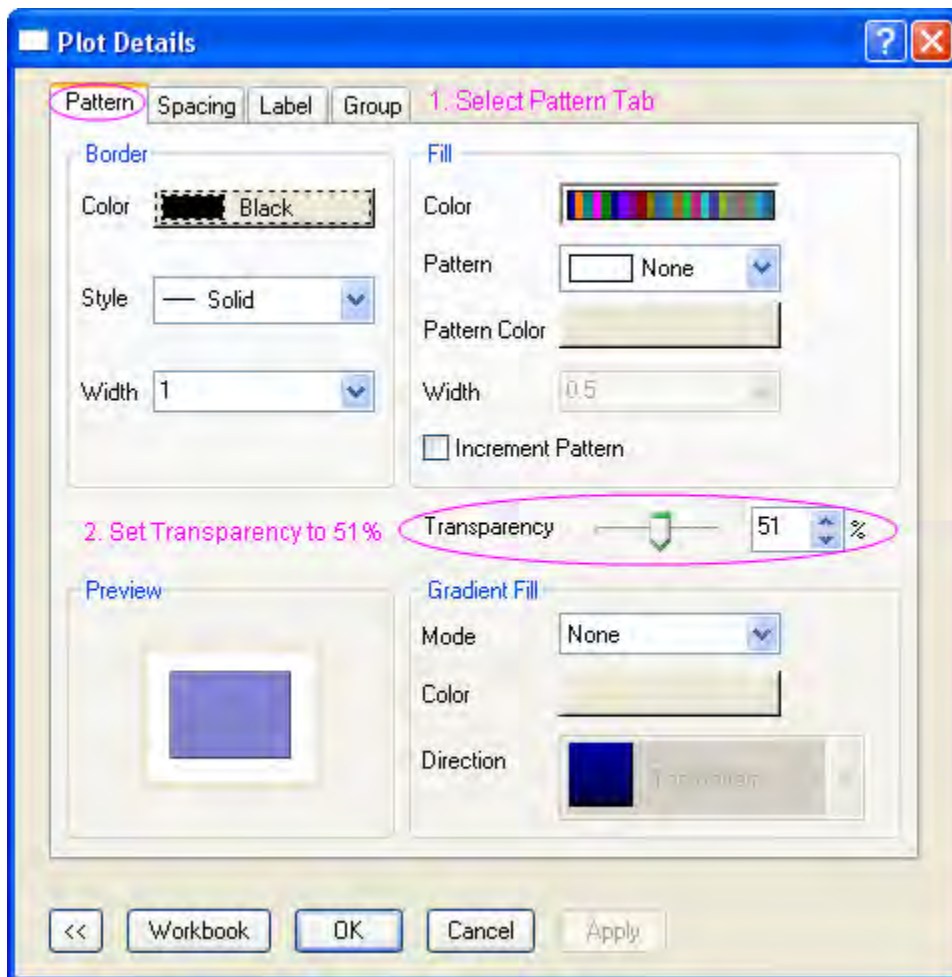 Plot Details
Pattern Spacing Label Group 1. Select Pattern Tab
Border
Color Black
Style Solid
Width 1
Fill
Color
Pattern None
Pattern Color
Width 0.5
Increment Pattern
2. Set Transparency to 51%
Transparency 51 %
Preview
Gradient Fill
Mode None
Color
Direction
<< Workbook OK Cancel Apply